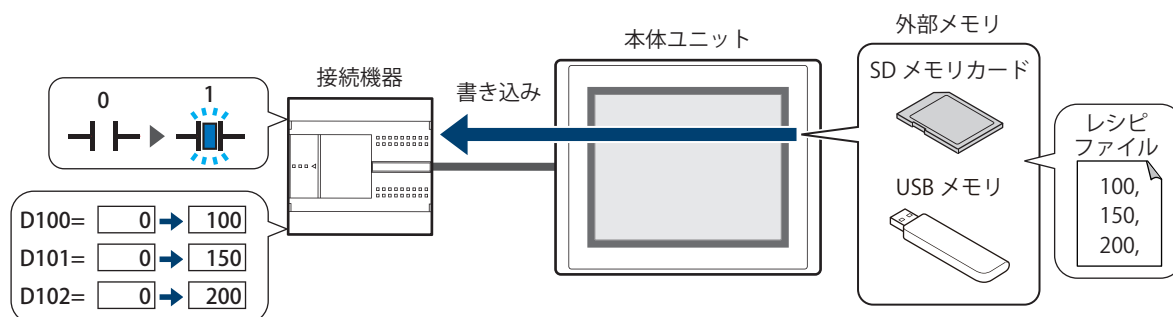 外部メモリ
本体ユニット
SD メモリカード
接続機器
書き込み
0
1
レシピ
ファイル
100,
150,
200,
USB メモリ
D100= 0 100
D101= 0 150
D102= 0 200